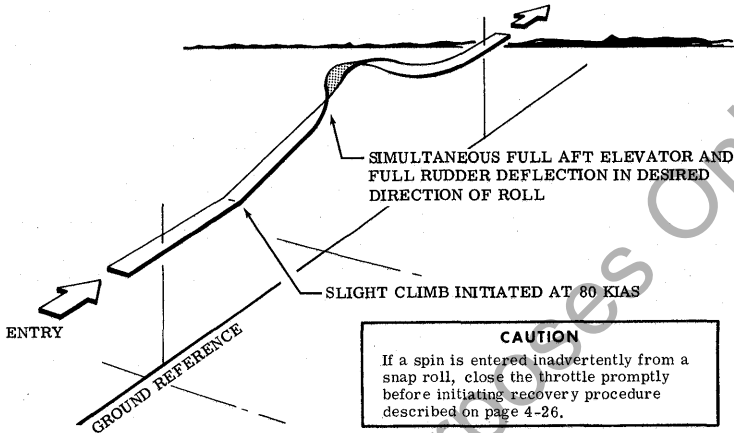 SIMULTANEOUS FULL AFT ELEVATOR AND
FULL RUDDER DEFLECTION IN DESIRED
DIRECTION OF ROLL
SLIGHT CLIMB INITIATED AT 80 KIAS
ENTRY
GROUND REFERENCE
CAUTION
If a spin is entered inadvertently from a
snap roll, close the throttle promptly
before initiating recovery procedure
described on page 4-26.